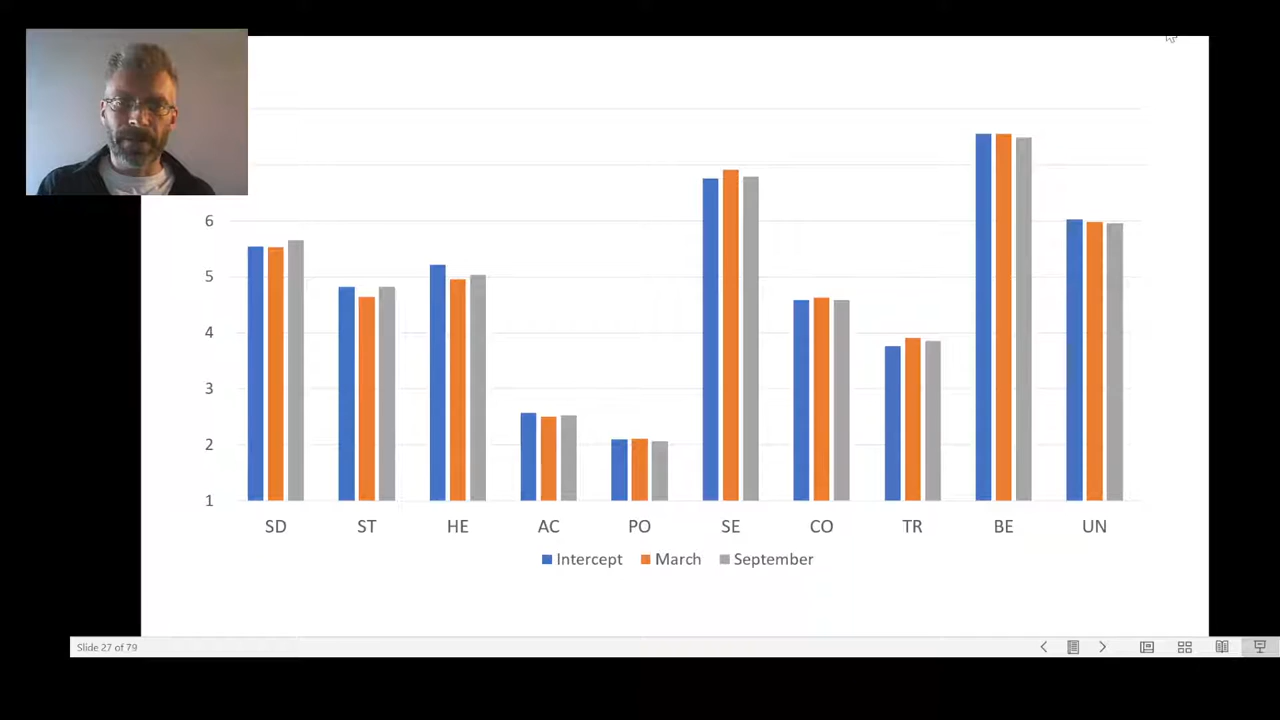 6
5
4
3
2
1
SD ST HE AC PO SE CO TR BE UN
Intercept March September
Slide 27 of 79